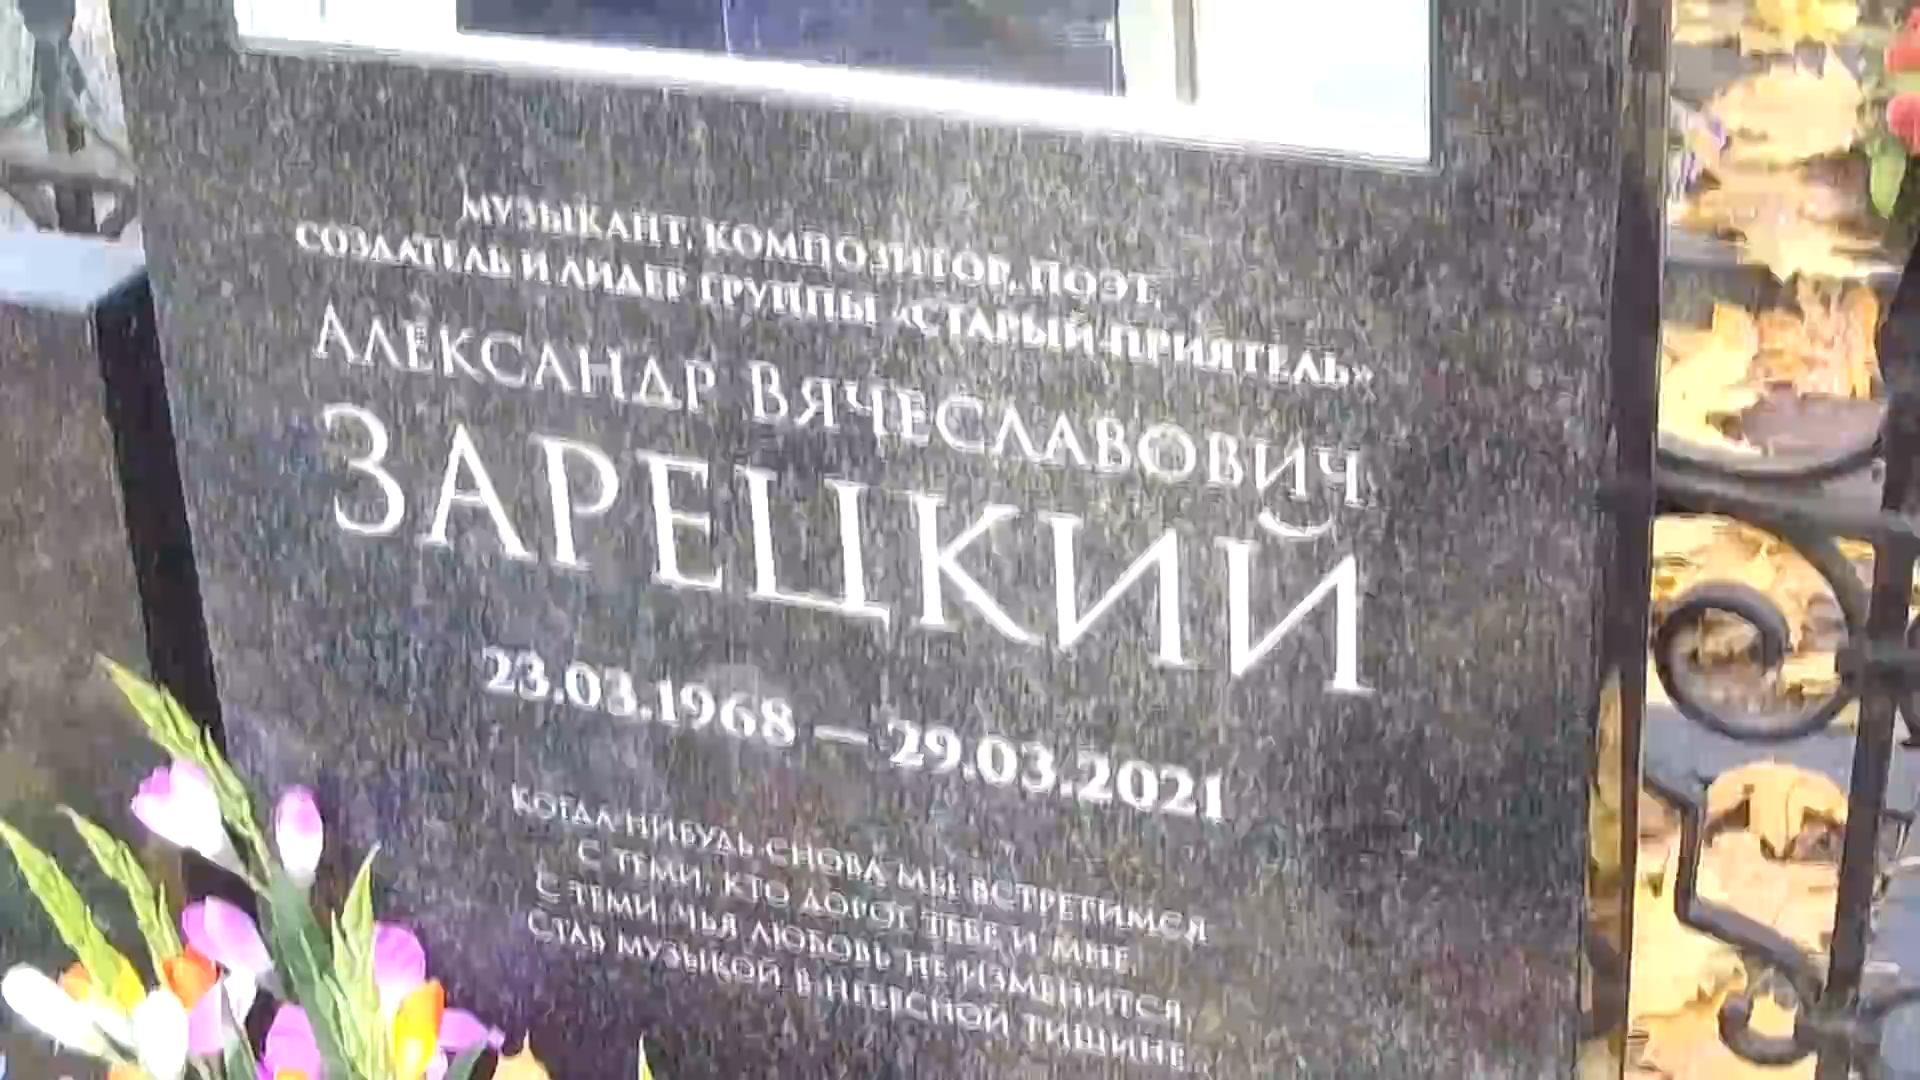 МУЗЫКАНТ, КОМПОЗИТОР, ПОЭТ,
СОЗДАТЕЛЬ И ЛИДЕР ГРУППЫ «СТАРЫЙ ПРИЯТЕЛЬ»
АЛЕКСАНДР ВЯЧЕСЛАВОВИЧ
ЗАРЕЦКИЙ
23.03.1968 — 29.03.2021
КОГДА-НИБУДЬ СНОВА МЫ ВСТРЕТИМСЯ
С ТЕМИ, КТО ДОРОГ ТЕБЕ И МНЕ,
С ТЕМИ, ЧЬЯ ЛЮБОВЬ НЕ ИЗМЕНИТСЯ,
СТАВ МУЗЫКОЙ В НЕБЕСНОЙ ТИШИНЕ...